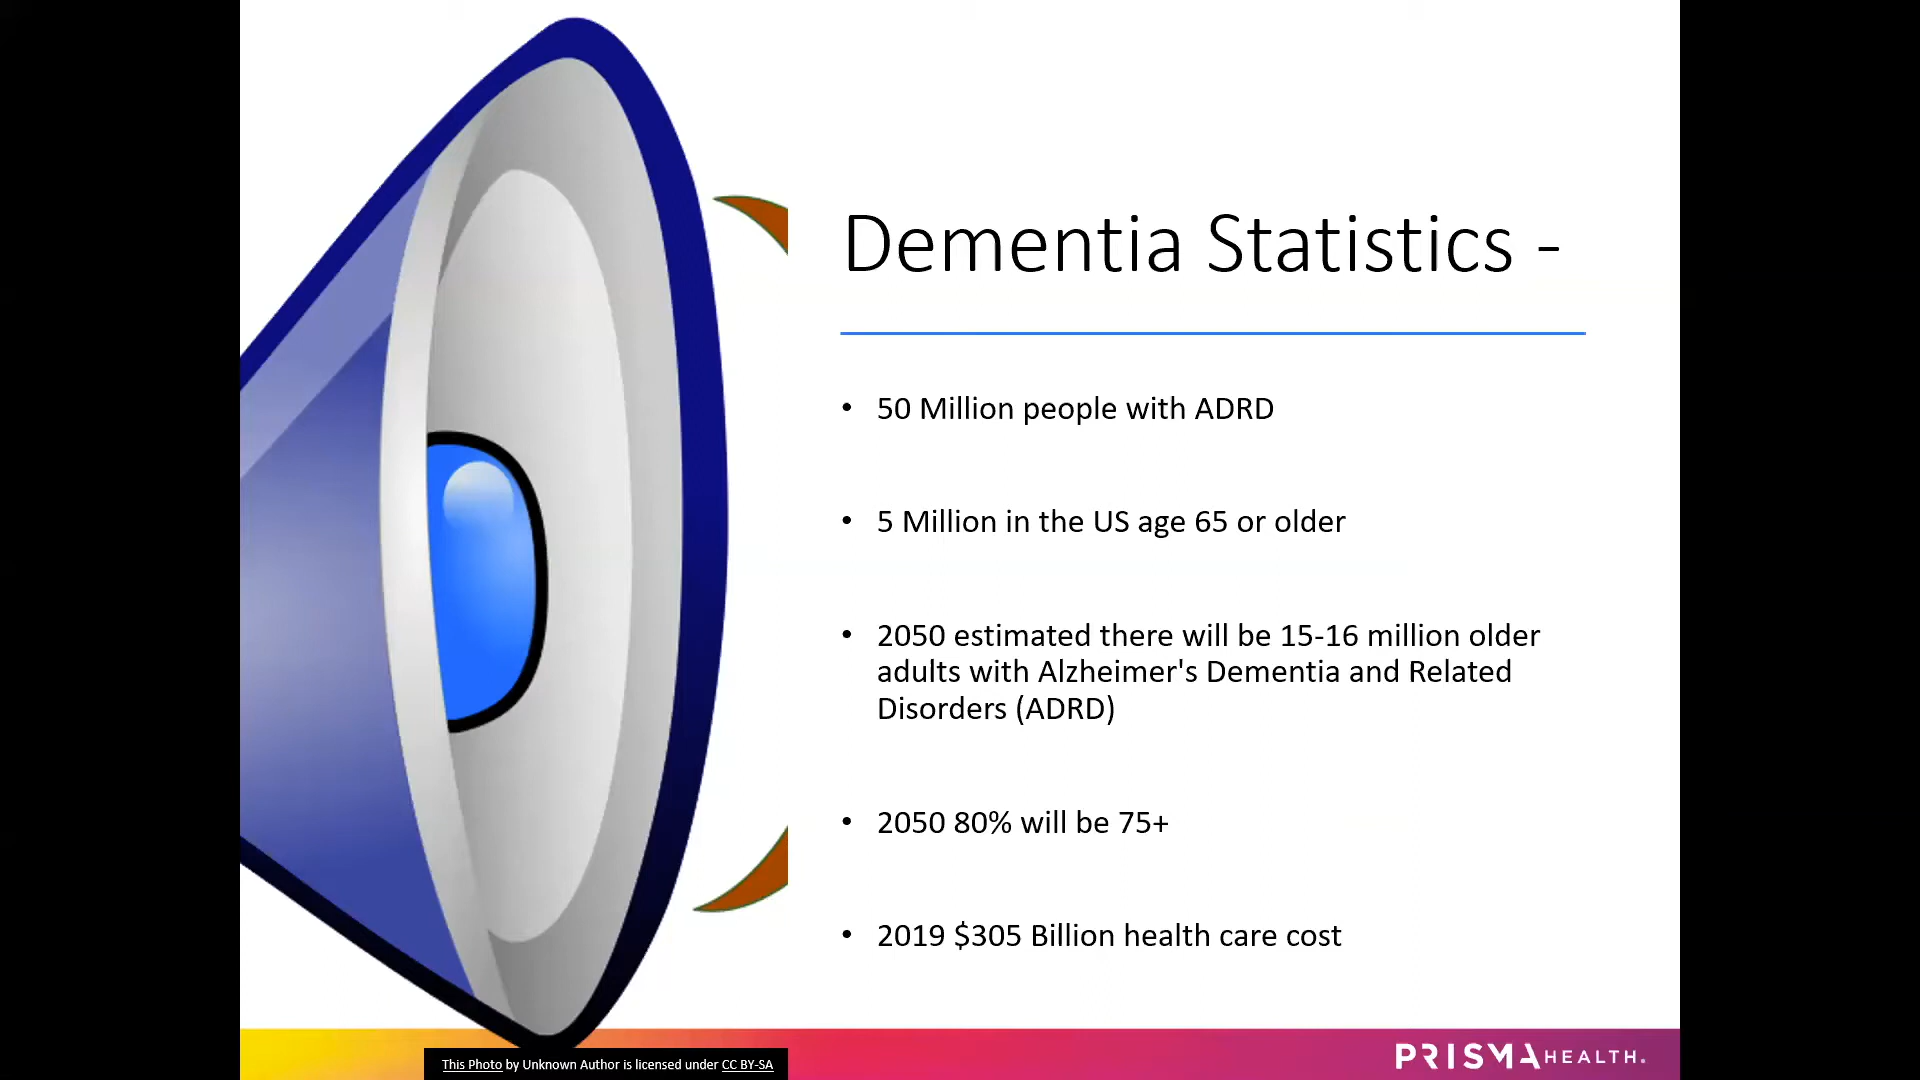 Dementia Statistics -
• 50 Million people with ADRD
• 5 Million in the US age 65 or older
• 2050 estimated there will be 15-16 million older
adults with Alzheimer's Dementia and Related
Disorders (ADRD)
• 2050 80% will be 75+
• 2019 $305 Billion health care cost
This Photo by Unknown Author is licensed under CC BY-SA
PRISMA HEALTH.